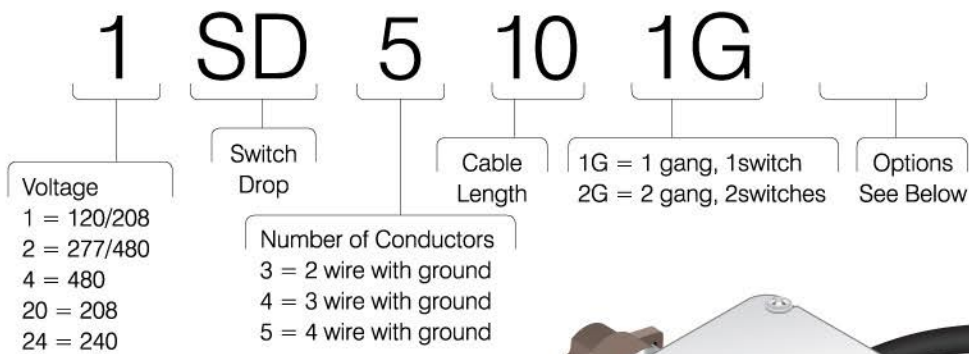 1 SD 5 10 1G
Switch
Drop
Cable
Length
1G = 1 gang, 1switch
2G = 2 gang, 2switches
Options
See Below
Voltage
1 = 120/208
2 = 277/480
4 = 480
20 = 208
24 = 240
Number of Conductors
3 = 2 wire with ground
4 = 3 wire with ground
5 = 4 wire with ground